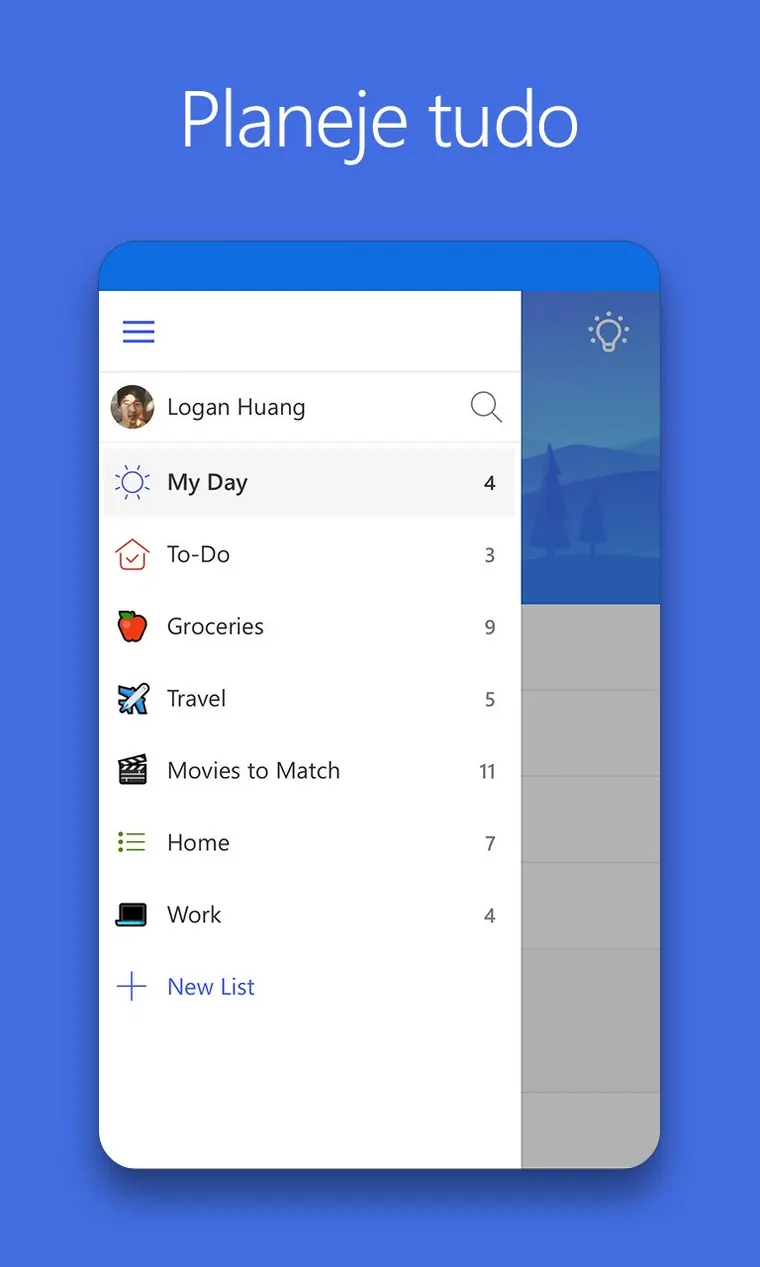 Planeje tudo
Logan Huang
My Day 4
To-Do 3
Groceries 9
Travel 5
Movies to Match 11
Home 7
Work 4
New List